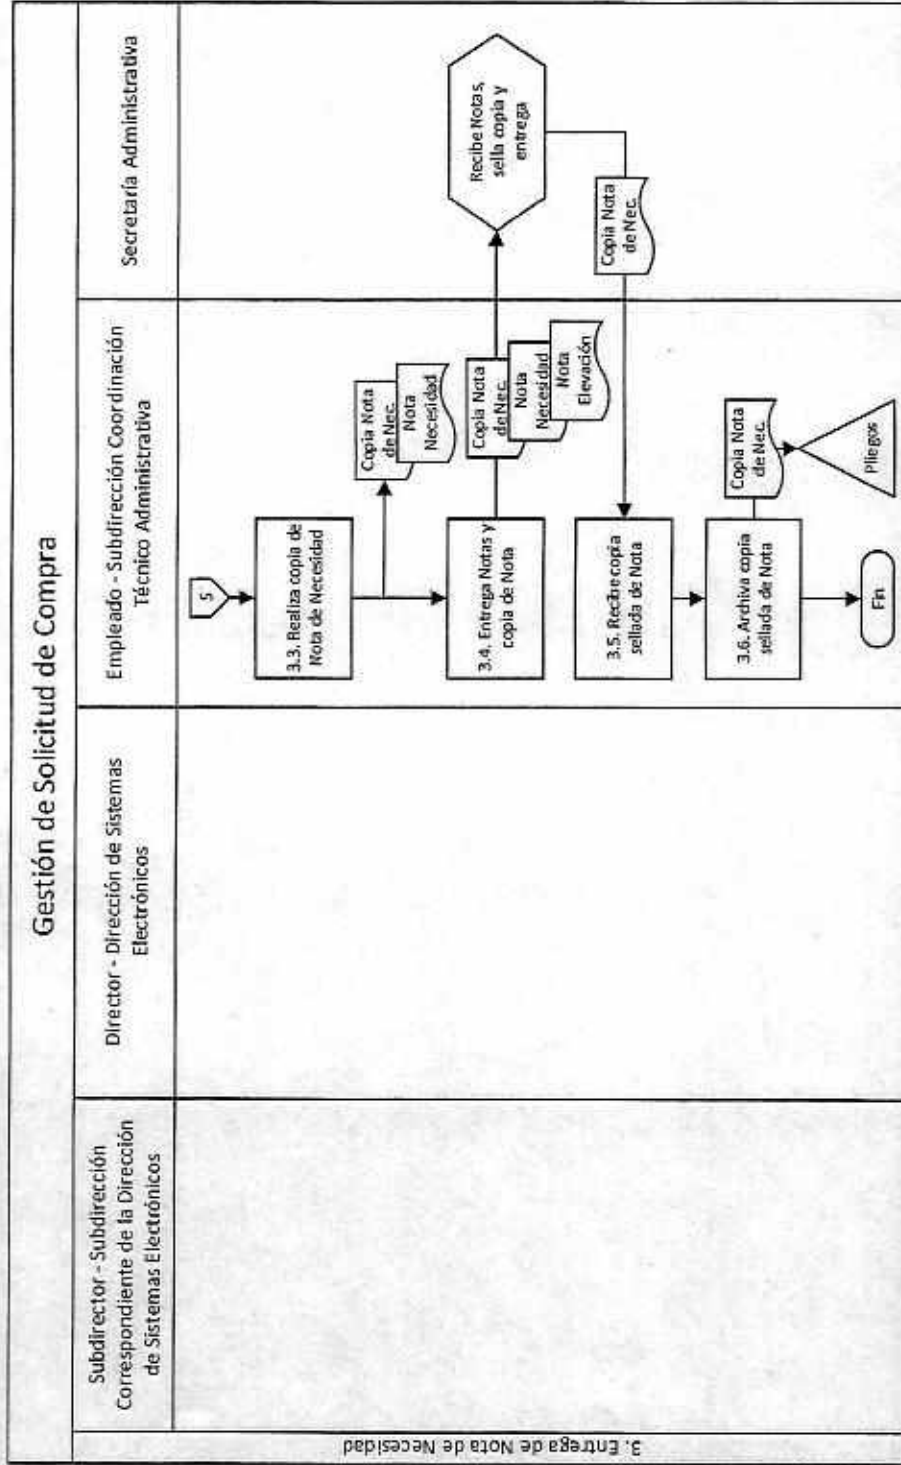 Gestión de Solicitud de Compra
Subdirector - Subdirección
Correspondiente de la Dirección
de Sistemas Electrónicos
Director - Dirección de Sistemas
Electrónicos
Empleado - Subdirección Coordinación
Técnico Administrativa
Secretaría Administrativa
3. Entrega de Nota de Necesidad
5
3.3. Realiza copia de
Nota de Necesidad
Copia Nota
de Nec.
Nota
Necesidad
3.4. Entrega Notas y
copia de Nota
Copia Nota
de Nec.
Nota
Necesidad
Nota
Elevación
Recibe Notas,
sella copia y
entrega
Copia Nota
de Nec.
3.5. Recibe copia
sellada de Nota
3.6. Archiva copia
sellada de Nota
Copia Nota
de Nec.
Pliegos
Fin